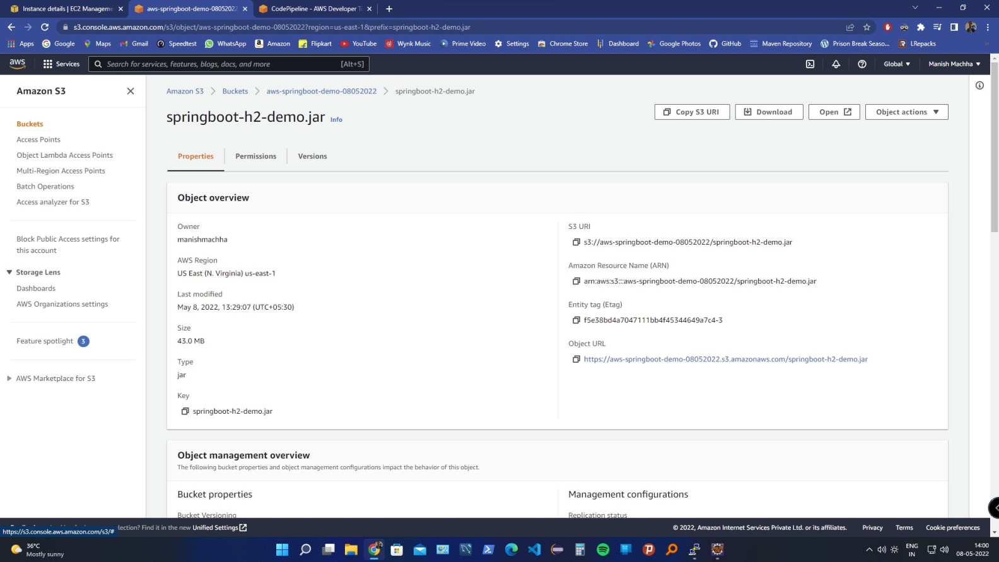 Instance details | EC2 Manageme
aws-springboot-demo-08052022
CodePipeline - AWS Developer T
s3.console.aws.amazon.com/s3/object/aws-springboot-demo-08052022?region=us-east-1&prefix=springboot-h2-demo.jar
Apps
Google
Maps
Gmail
Speedtest
WhatsApp
Amazon
Flipkart
YouTube
Wynk Music
Prime Video
Settings
Chrome Store
Dashboard
Google Photos
GitHub
Maven Repository
Prison Break Seaso...
LRepacks
aws
Services
Search for services, features, blogs, docs, and more
[Alt+S]
Global
Manish Machha
Amazon S3
Buckets
Access Points
Object Lambda Access Points
Multi-Region Access Points
Batch Operations
Access analyzer for S3
Block Public Access settings for
this account
Storage Lens
Dashboards
AWS Organizations settings
Feature spotlight 3
AWS Marketplace for S3
Amazon S3 > Buckets > aws-springboot-demo-08052022 > springboot-h2-demo.jar
springboot-h2-demo.jar Info
Copy S3 URI
Download
Open
Object actions
Properties
Permissions
Versions
Object overview
Owner
manishmachha
AWS Region
US East (N. Virginia) us-east-1
Last modified
May 8, 2022, 13:29:07 (UTC+05:30)
Size
43.0 MB
Type
jar
Key
springboot-h2-demo.jar
S3 URI
s3://aws-springboot-demo-08052022/springboot-h2-demo.jar
Amazon Resource Name (ARN)
arn:aws:s3:::aws-springboot-demo-08052022/springboot-h2-demo.jar
Entity tag (Etag)
f5e38bd4a7047111bb4f45344649a7c4-3
Object URL
https://aws-springboot-demo-08052022.s3.amazonaws.com/springboot-h2-demo.jar
Object management overview
The following bucket properties and object management configurations impact the behavior of this object.
Bucket properties
Bucket Versioning
Management configurations
Replication status
lection? Find it in the new Unified Settings
https://s3.console.aws.amazon.com/s3/#
© 2022, Amazon Internet Services Private Ltd. or its affiliates.
Privacy
Terms
Cookie preferences
36°C
Mostly sunny
ENG
IN
14:00
08-05-2022